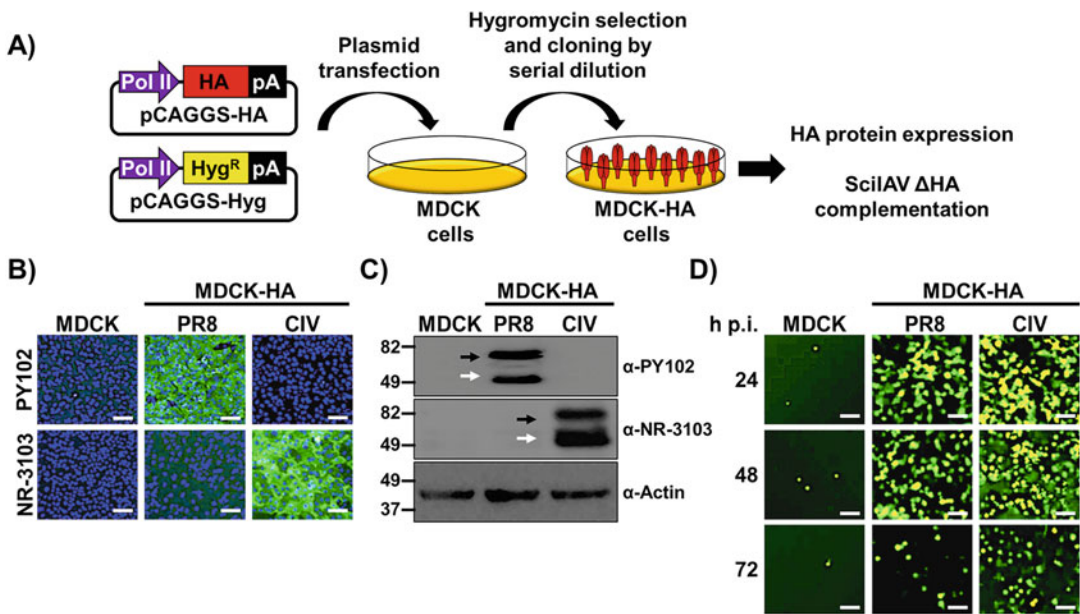 A)
Pol II HA pA
pCAGGS-HA
Pol II Hyg^R pA
pCAGGS-Hyg
Plasmid
transfection
MDCK
cells
Hygromycin selection
and cloning by
serial dilution
MDCK-HA
cells
HA protein expression
SciIAV ΔHA
complementation
B)
MDCK-HA
MDCK PR8 CIV
PY102
NR-3103
C)
MDCK-HA
MDCK PR8 CIV
82
49
α-PY102
82
49
α-NR-3103
49
37
α-Actin
D)
MDCK-HA
h p.i. MDCK PR8 CIV
24
48
72